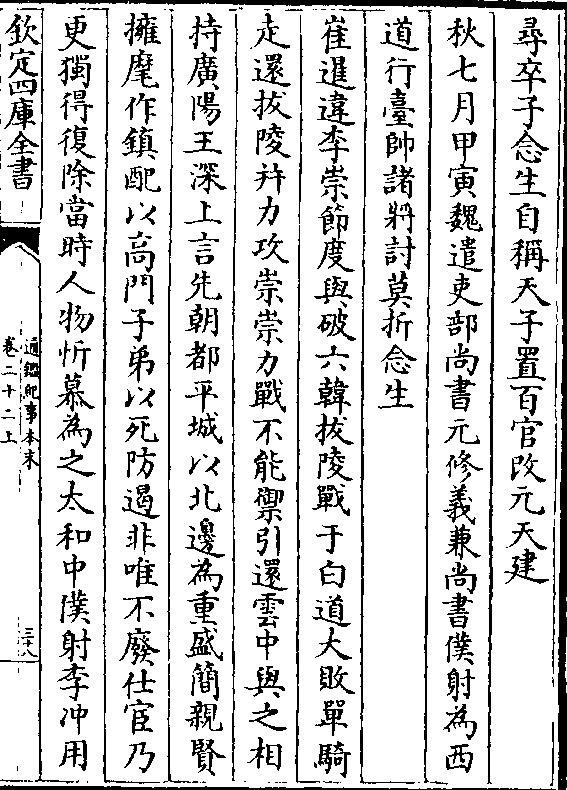 尋卒子念生自稱天子置百官改元天建
秋七月甲寅魏遣吏部尚書元修義兼尚書僕射為西
道行臺帥諸將討莫折念生
崔暹違李崇節度與破六韓拔陵戰于白道大敗單騎
走還拔陵并力攻崇崇力戰不能禦引還雲中與之相
持廣陽王深上言先朝都平城以北邊為重盛簡親賢
擁麾作鎮配以高門子弟以死防遏非唯不廢仕宦乃
更獨得復除當時人物忻慕為之太和中僕射李冲用
欽定四庫全書
通鑑紀事本末
卷二十二上
三十八